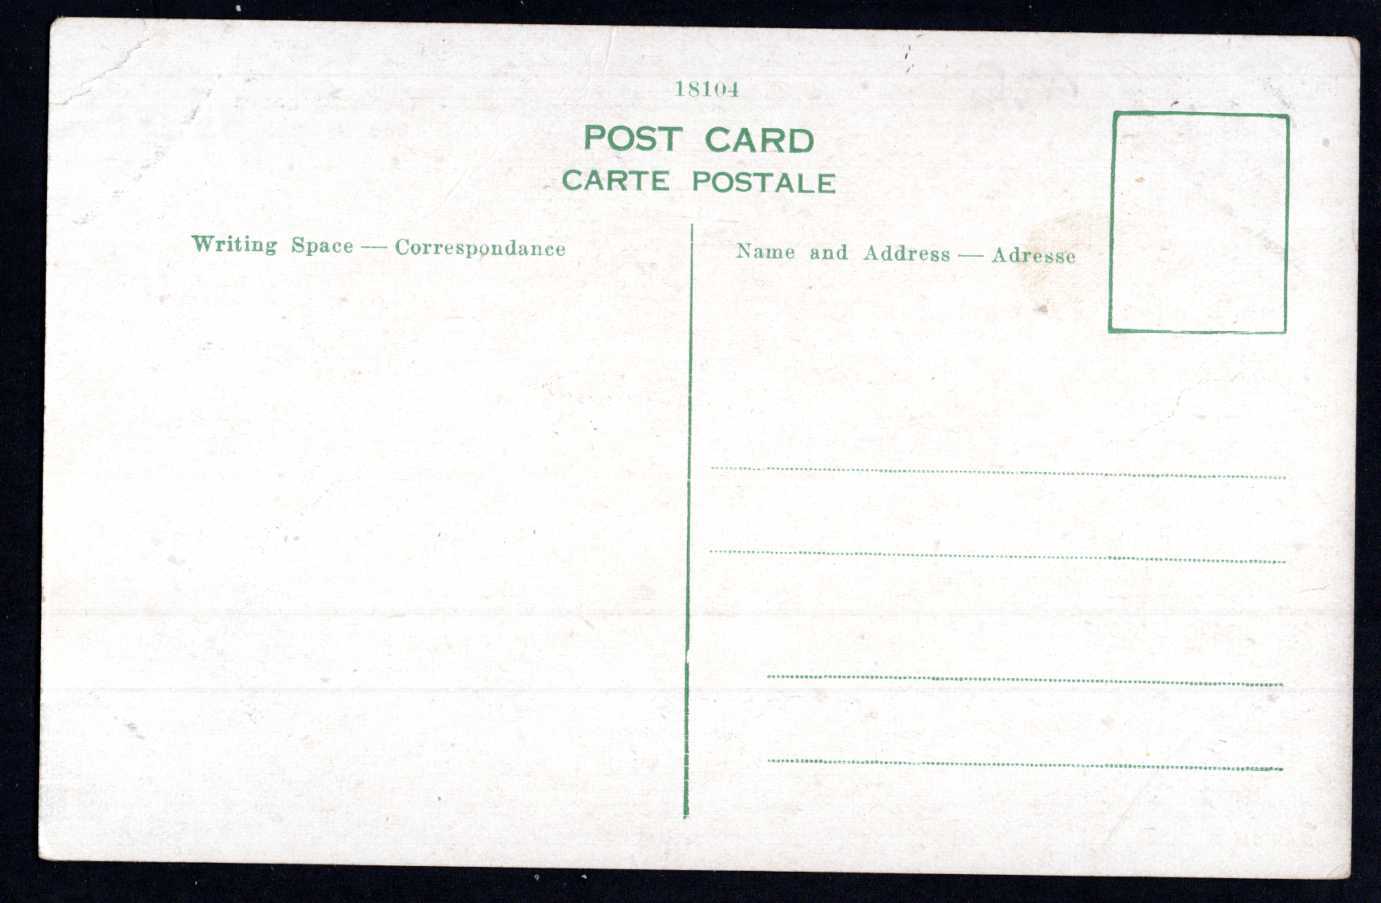 18104
POST CARD
CARTE POSTALE
Writing Space — Correspondance
Name and Address — Adresse